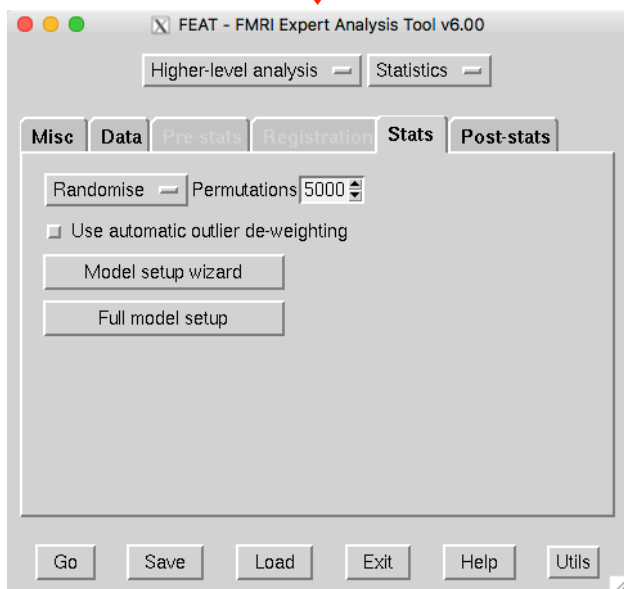 FEAT - FMRI Expert Analysis Tool v6.00
Higher-level analysis Statistics
Misc Data Pre-stats Registration Stats Post-stats
Randomise Permutations 5000
Use automatic outlier de-weighting
Model setup wizard
Full model setup
Go Save Load Exit Help Utils